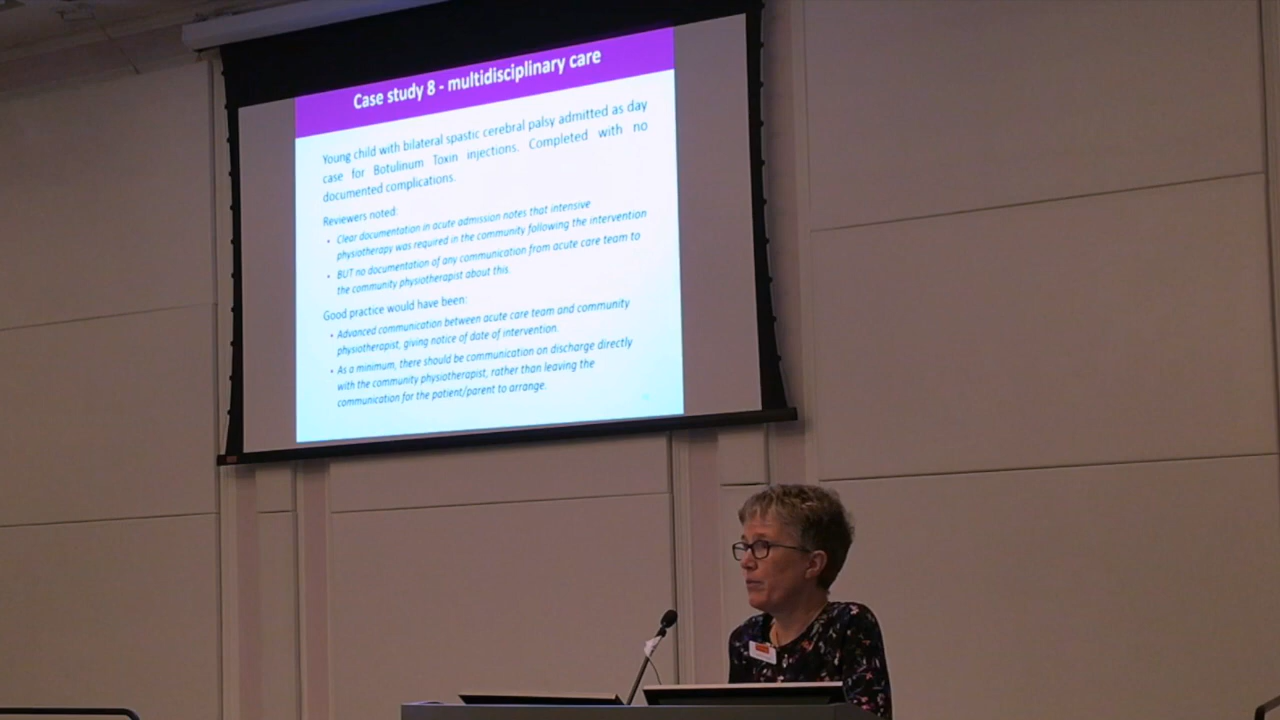 Case study 8 - multidisciplinary care
Young child with bilateral spastic cerebral palsy admitted as day
case for Botulinum Toxin injections. Completed with no
documented complications.
Reviewers noted:
• Clear documentation in acute admission notes that intensive
physiotherapy was required in the community following the intervention
• BUT no documentation of any communication from acute care team to
the community physiotherapist about this.
Good practice would have been:
• Advanced communication between acute care team and community
physiotherapist, giving notice of date of intervention.
• As a minimum, there should be communication on discharge directly
with the community physiotherapist, rather than leaving the
communication for the patient/parent to arrange.